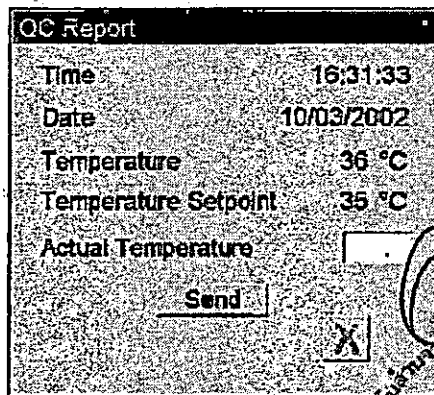 QC Report
Time 16:31:33
Date 10/03/2002
Temperature 36 °C
Temperature Setpoint 35 °C
Actual Temperature .
Send
X